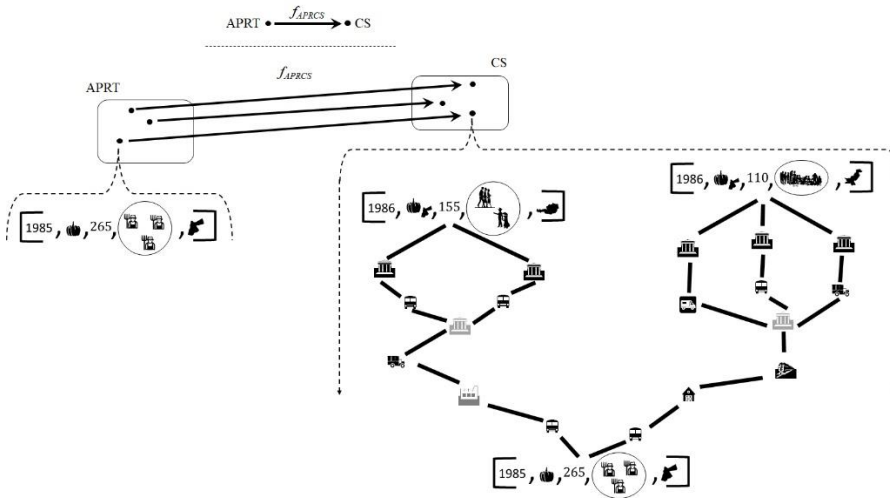 APRT f_APRCS CS
f_APRCS
CS
APRT
[1986, , 110, , ]
[1986, , 155, , ]
[1985, , 265, , ]
[1985, , 265, , ]